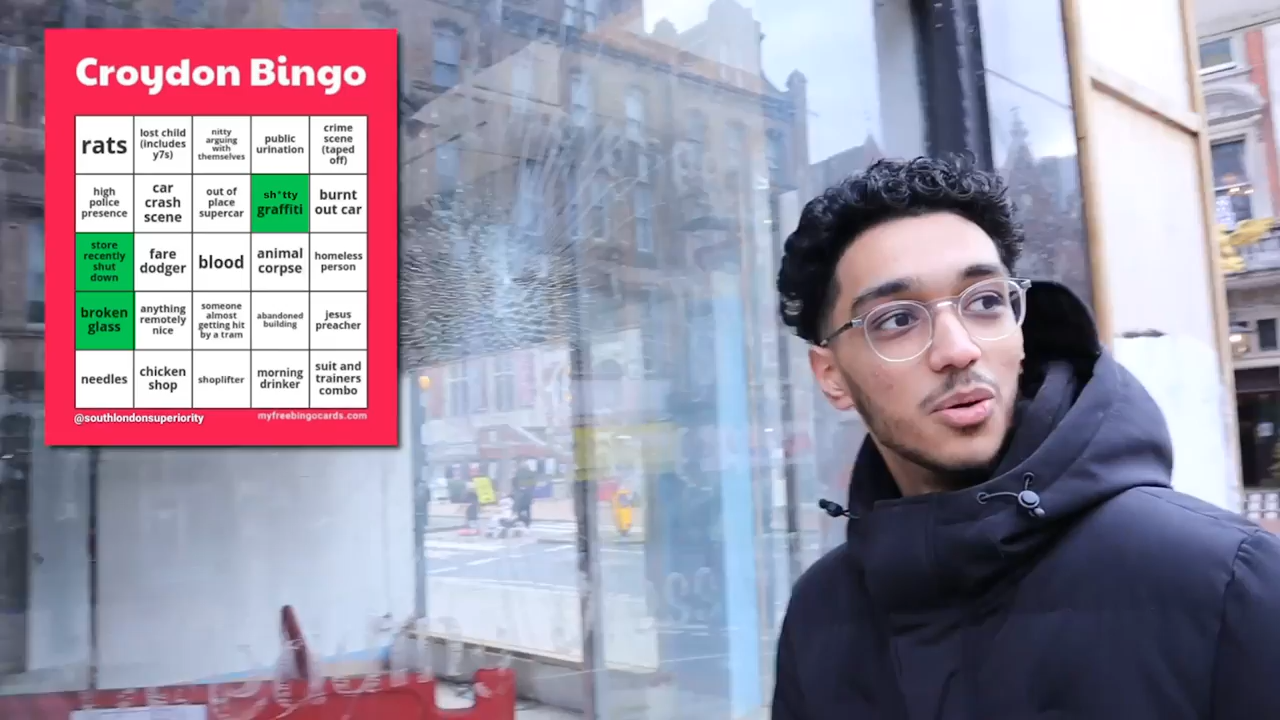 Croydon Bingo
rats
lost child
(includes
y7s)
nitty
arguing
with
themselves
public
urination
crime
scene
(taped
off)
high
police
presence
car
crash
scene
out of
place
supercar
sh*tty
graffiti
burnt
out car
store
recently
shut
down
fare
dodger
blood
animal
corpse
homeless
person
broken
glass
anything
remotely
nice
someone
almost
getting hit
by a tram
abandoned
building
jesus
preacher
needles
chicken
shop
shoplifter
morning
drinker
suit and
trainers
combo
@southlondonsuperiority
myfreebingocards.com